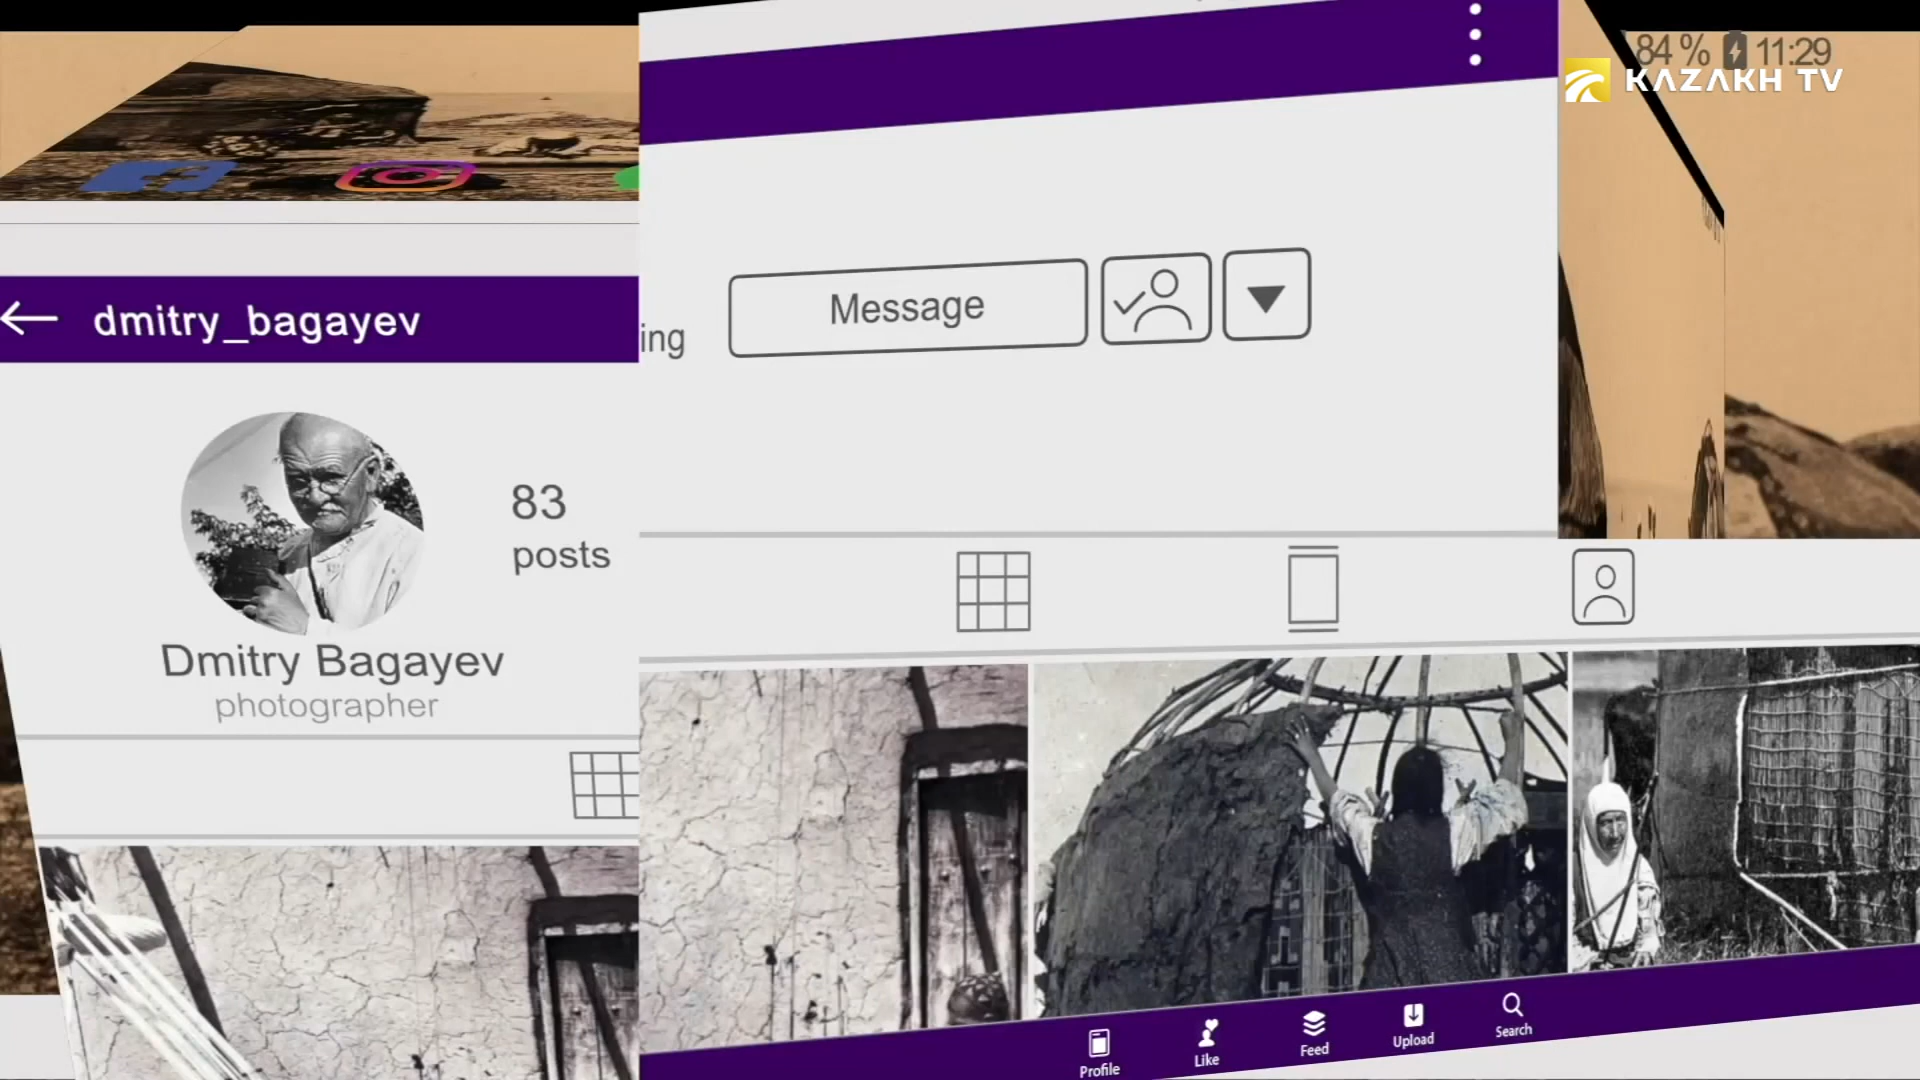 84 % 11:29
KAZAKH TV
dmitry_bagayev
Message
ing
83
posts
Dmitry Bagayev
photographer
Profile
Like
Feed
Upload
Search